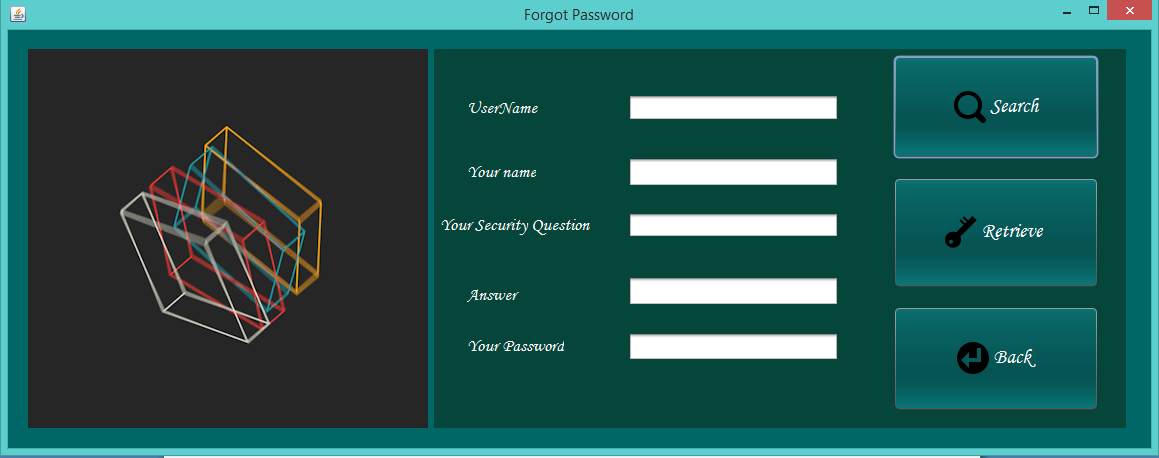 Forgot Password
UserName
Search
Your name
Your Security Question
Retrieve
Answer
Your Password
Back